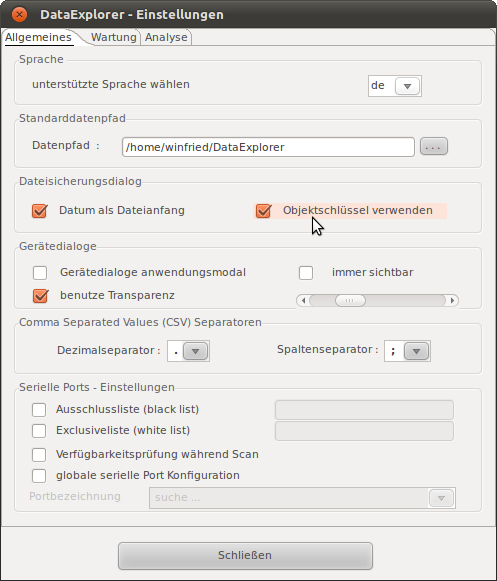 DataExplorer - Einstellungen
Allgemeines Wartung Analyse
Sprache
unterstützte Sprache wählen de
Standarddatenpfad
Datenpfad : /home/winfried/DataExplorer ...
Dateisicherungsdialog
Datum als Dateianfang Objektschlüssel verwenden
Gerätedialoge
Gerätedialoge anwendungsmodal immer sichtbar
benutze Transparenz
Comma Separated Values (CSV) Separatoren
Dezimalseparator : . Spaltenseparator : ;
Serielle Ports - Einstellungen
Ausschlussliste (black list)
Exclusiveliste (white list)
Verfügbarkeitsprüfung während Scan
globale serielle Port Konfiguration
Portbezeichnung suche ...
Schließen